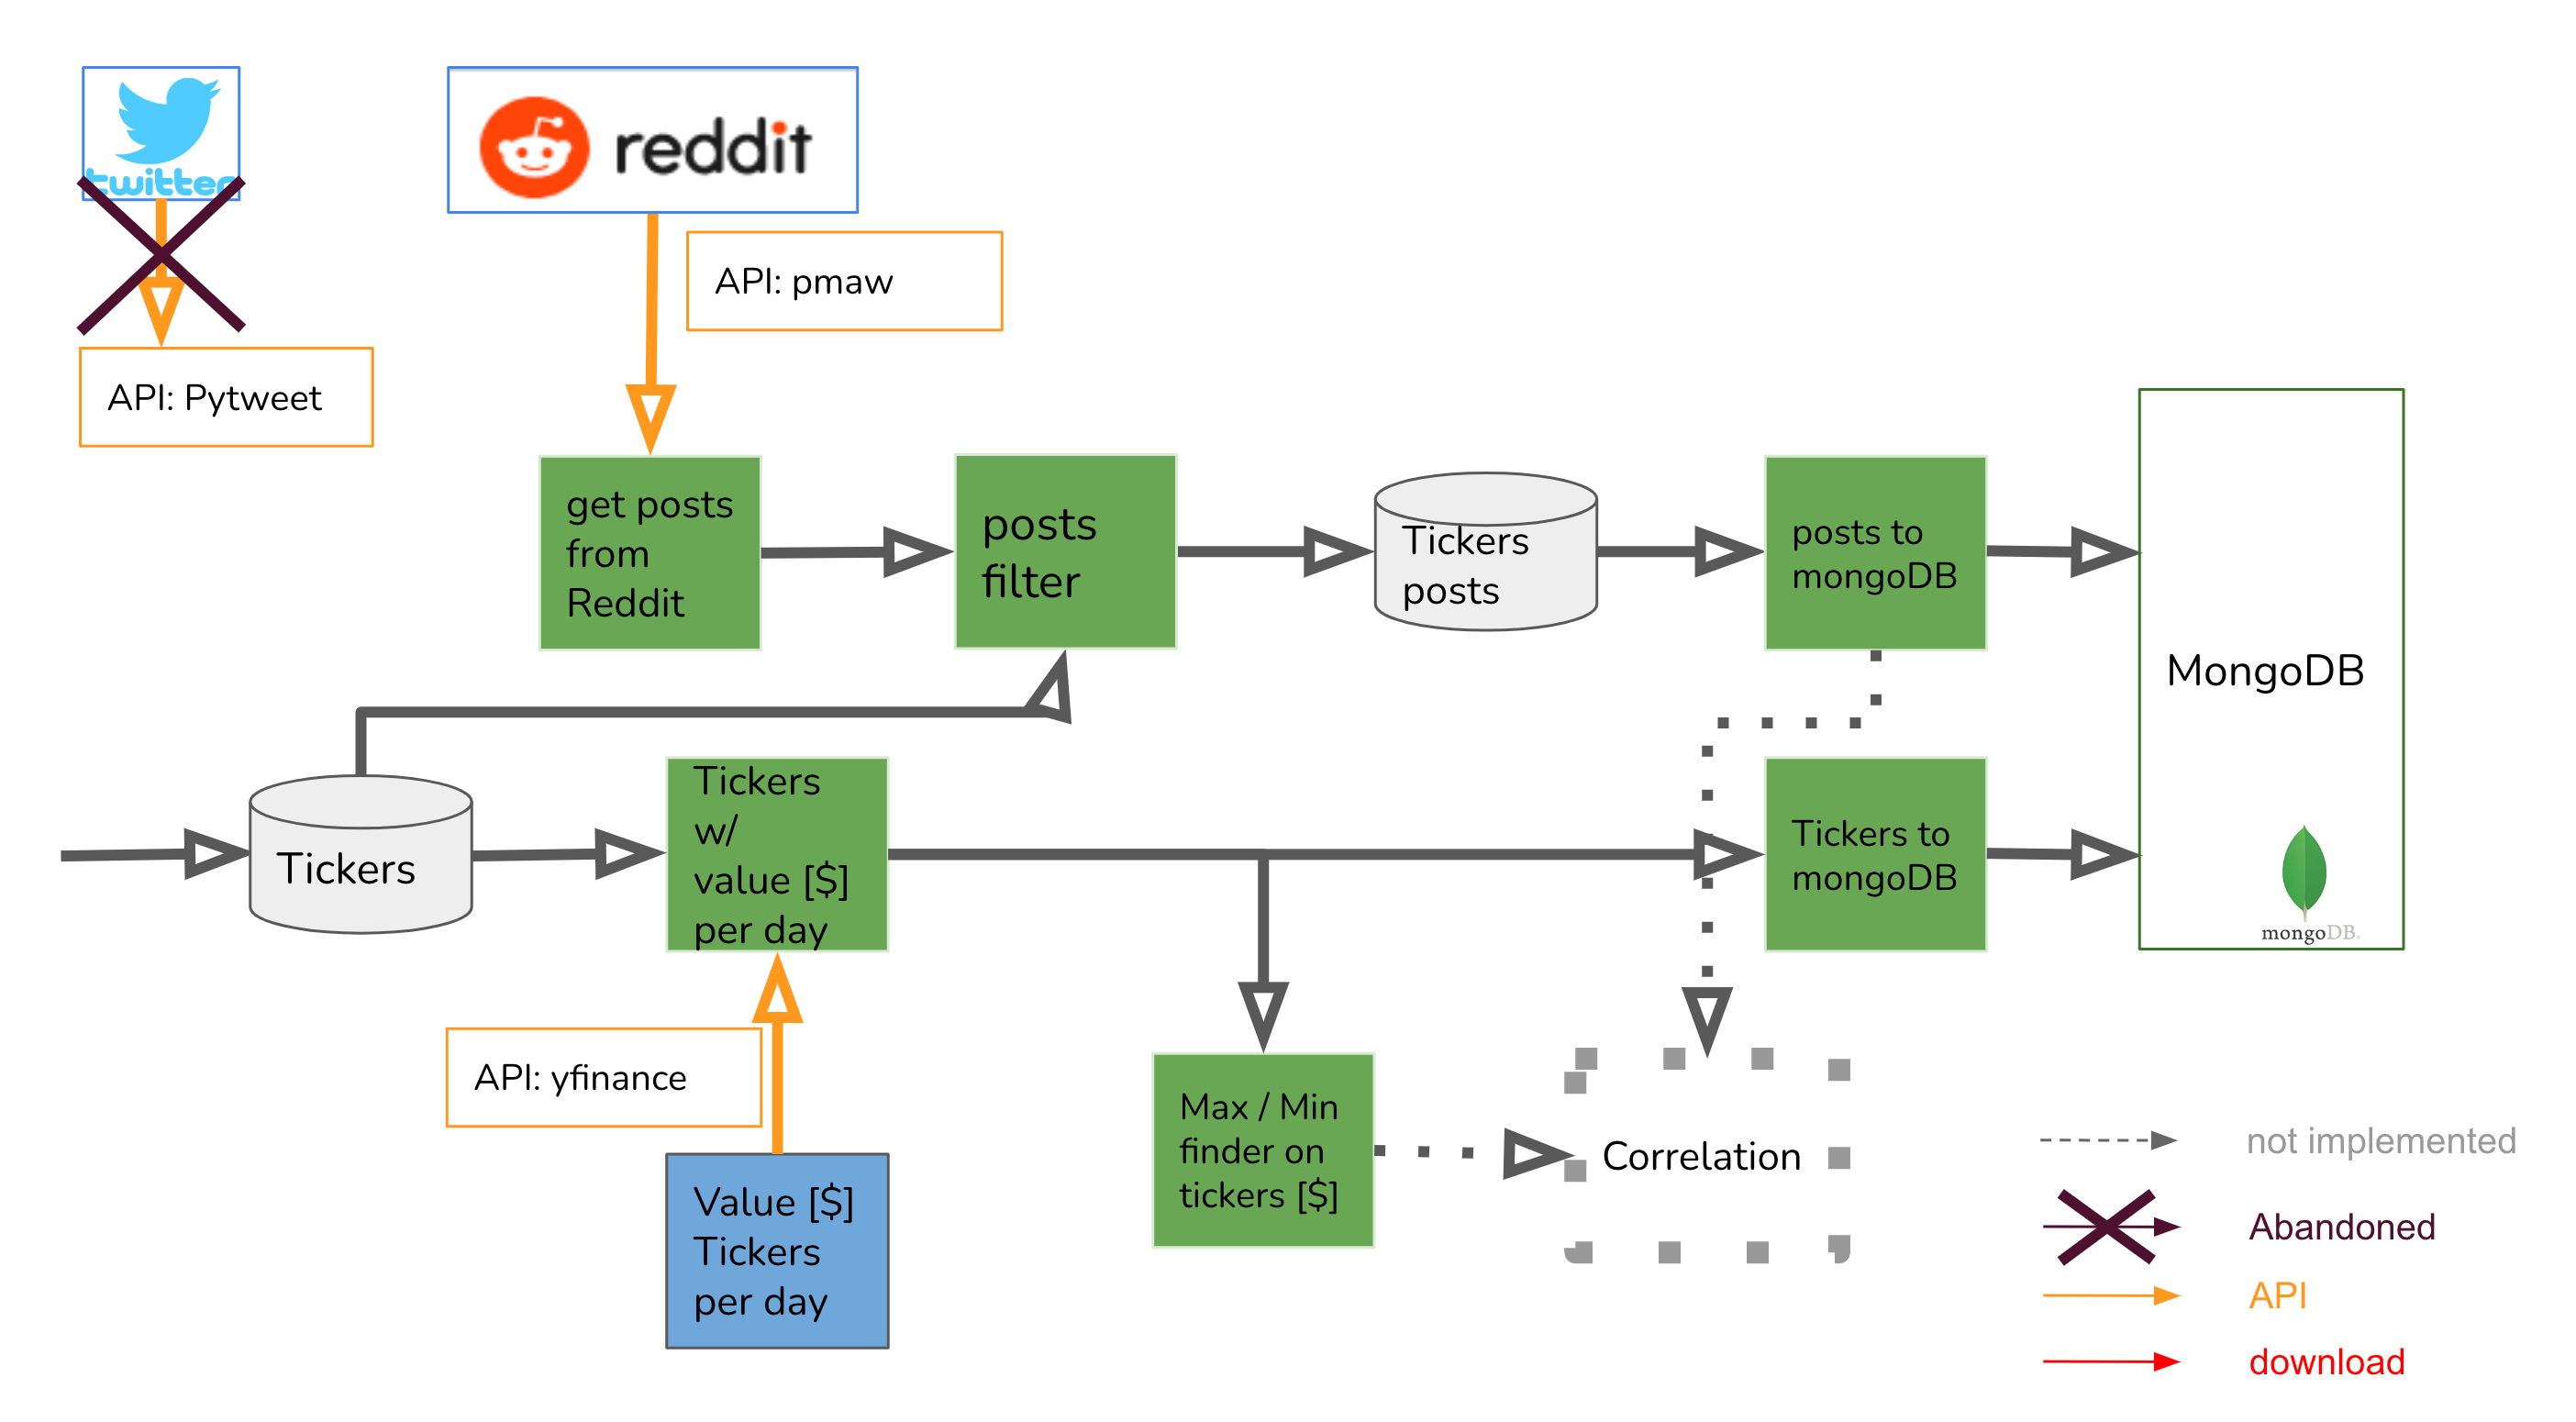 twitter
reddit
API: pmaw
API: Pytweet
get posts
from
Reddit
posts
filter
Tickers
posts
posts to
mongoDB
MongoDB
Tickers
Tickers
w/
value [$]
per day
Tickers to
mongoDB
mongoDB
API: yfinance
Value [$]
Tickers
per day
Max / Min
finder on
tickers [$]
Correlation
not implemented
Abandoned
API
download